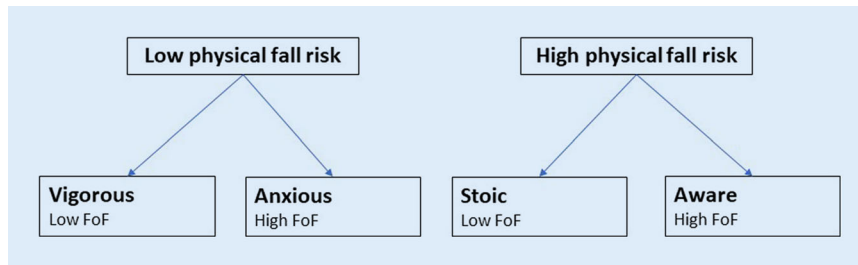 Low physical fall risk
High physical fall risk
Vigorous
Low FoF
Anxious
High FoF
Stoic
Low FoF
Aware
High FoF